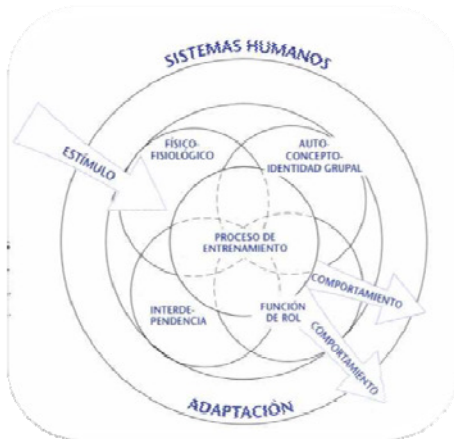 SISTEMAS HUMANOS
ESTÍMULO
FÍSICO-
FISIOLÓGICO
AUTO-
CONCEPTO-
IDENTIDAD GRUPAL
PROCESO DE
ENTRENAMIENTO
INTERDE-
PENDENCIA
FUNCIÓN
DE ROL
COMPORTAMIENTO
COMPORTAMIENTO
ADAPTACIÓN